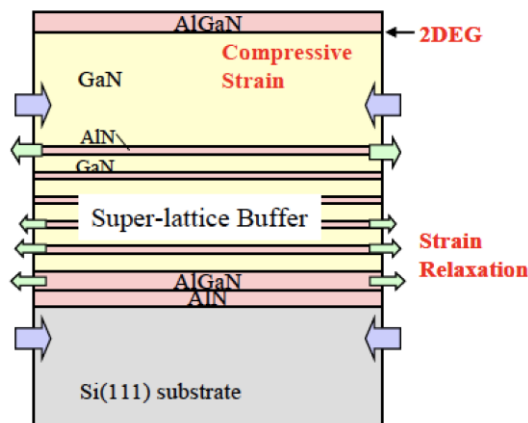 AlGaN
2DEG
Compressive
Strain
GaN
AlN
GaN
Super-lattice Buffer
Strain
Relaxation
AlGaN
AlN
Si(111) substrate